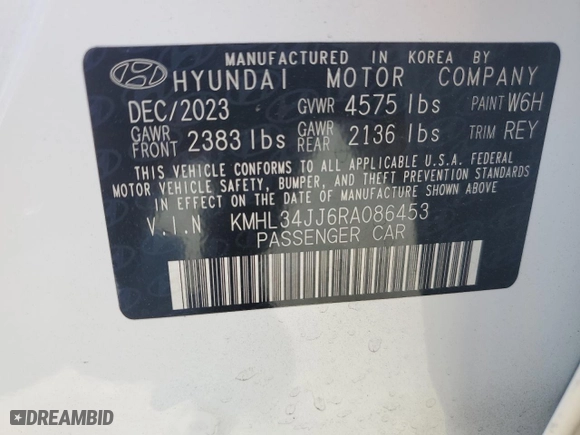 MANUFACTURED IN KOREA BY
HYUNDAI MOTOR COMPANY
DEC/2023 GVWR 4575 lbs PAINT W6H
GAWR FRONT 2383 lbs GAWR REAR 2136 lbs TRIM REY
THIS VEHICLE CONFORMS TO ALL APPLICABLE U.S.A. FEDERAL
MOTOR VEHICLE SAFETY, BUMPER, AND THEFT PREVENTION STANDARDS
IN EFFECT ON THE DATE OF MANUFACTURE SHOWN ABOVE
V.I.N KMHL34JJ6RA086453
PASSENGER CAR
DREAMBID